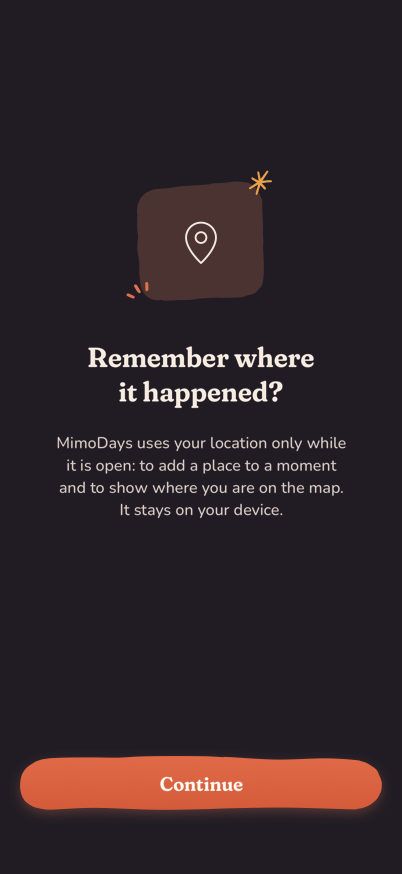 Remember where
it happened?
MimoDays uses your location only while
it is open: to add a place to a moment
and to show where you are on the map.
It stays on your device.
Continue